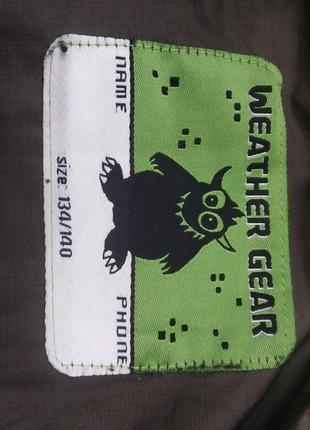 WEATHER GEAR
NAME
PHONE
size: 134/140